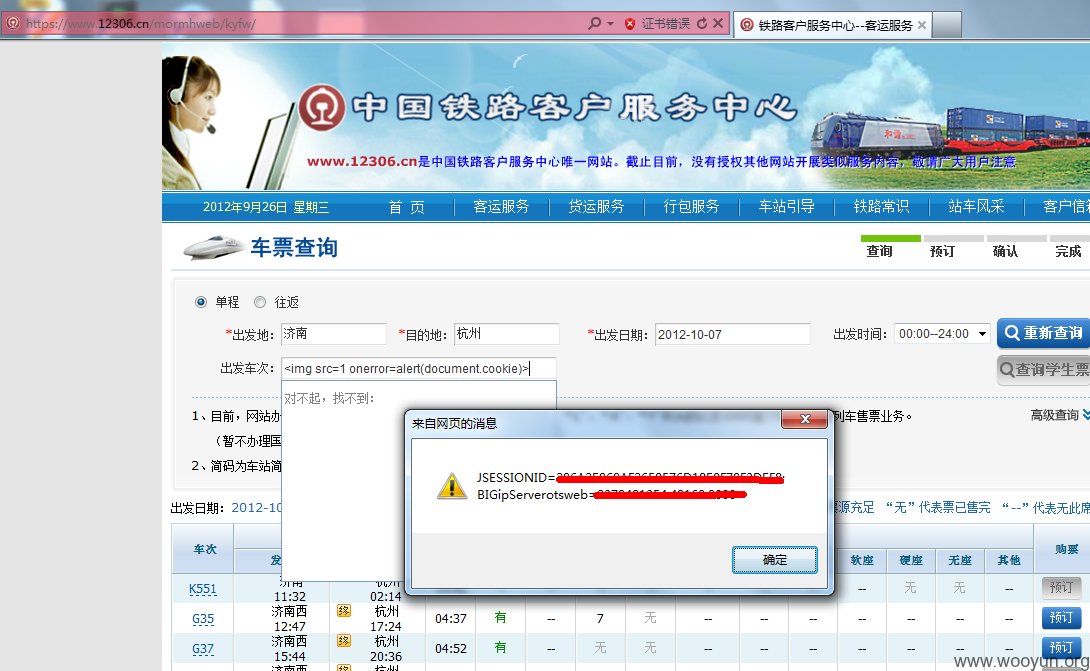 https://www.12306.cn/mormhweb/kyfw/
证书错误
铁路客户服务中心--客运服务
中国铁路客户服务中心
和谐
www.12306.cn是中国铁路客户服务中心唯一网站。截止目前，没有授权其他网站开展类似服务内容，敬请广大用户注意
2012年9月26日 星期三 首 页 客运服务 货运服务 行包服务 车站引导 铁路常识 站车风采 客户信
车票查询
查询 预订 确认 完成
单程 往返
*出发地： 济南 *目的地： 杭州 *出发日期： 2012-10-07 出发时间： 00:00--24:00 重新查询
出发车次： <img src=1 onerror=alert(document.cookie)> 查询学生票
对不起，找不到：
1、目前，网站办 列车售票业务。 高级查询
（暂不办理国
2、简码为车站简
来自网页的消息
JSESSIONID=
BIGipServerotsweb=
确定
出发日期： 2012-10 票源充足 “无”代表票已售完 “--”代表无此席
车次 发 软座 硬座 无座 其他 购票
K551 济南 11:32 杭州 02:14 -- 无 无 -- 预订
G35 济南西 12:47 终 杭州 17:24 04:37 有 -- 7 无 -- -- -- -- -- 预订
G37 济南西 15:44 终 杭州 20:36 04:52 有 -- 无 无 -- -- -- -- -- 预订
终
www.wooyun.org